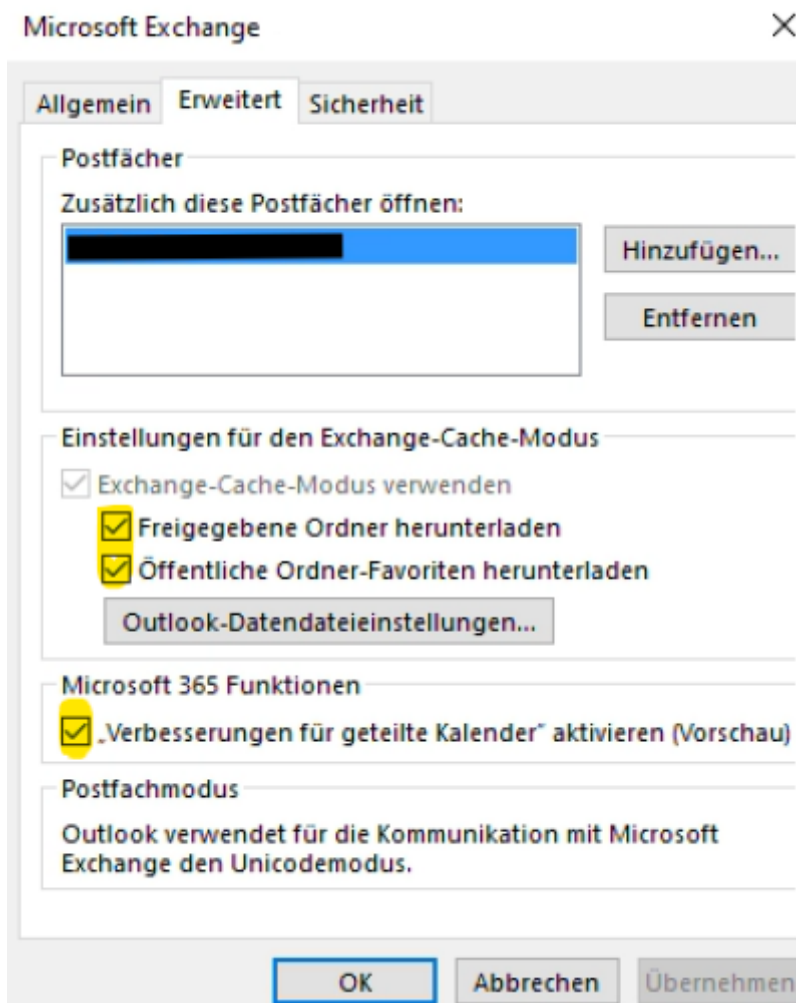 Microsoft Exchange
Allgemein Erweitert Sicherheit
Postfächer
Zusätzlich diese Postfächer öffnen:
Hinzufügen...
Entfernen
Einstellungen für den Exchange-Cache-Modus
Exchange-Cache-Modus verwenden
Freigegebene Ordner herunterladen
Öffentliche Ordner-Favoriten herunterladen
Outlook-Datendateieinstellungen...
Microsoft 365 Funktionen
„Verbesserungen für geteilte Kalender“ aktivieren (Vorschau)
Postfachmodus
Outlook verwendet für die Kommunikation mit Microsoft
Exchange den Unicodemodus.
OK Abbrechen Übernehmen